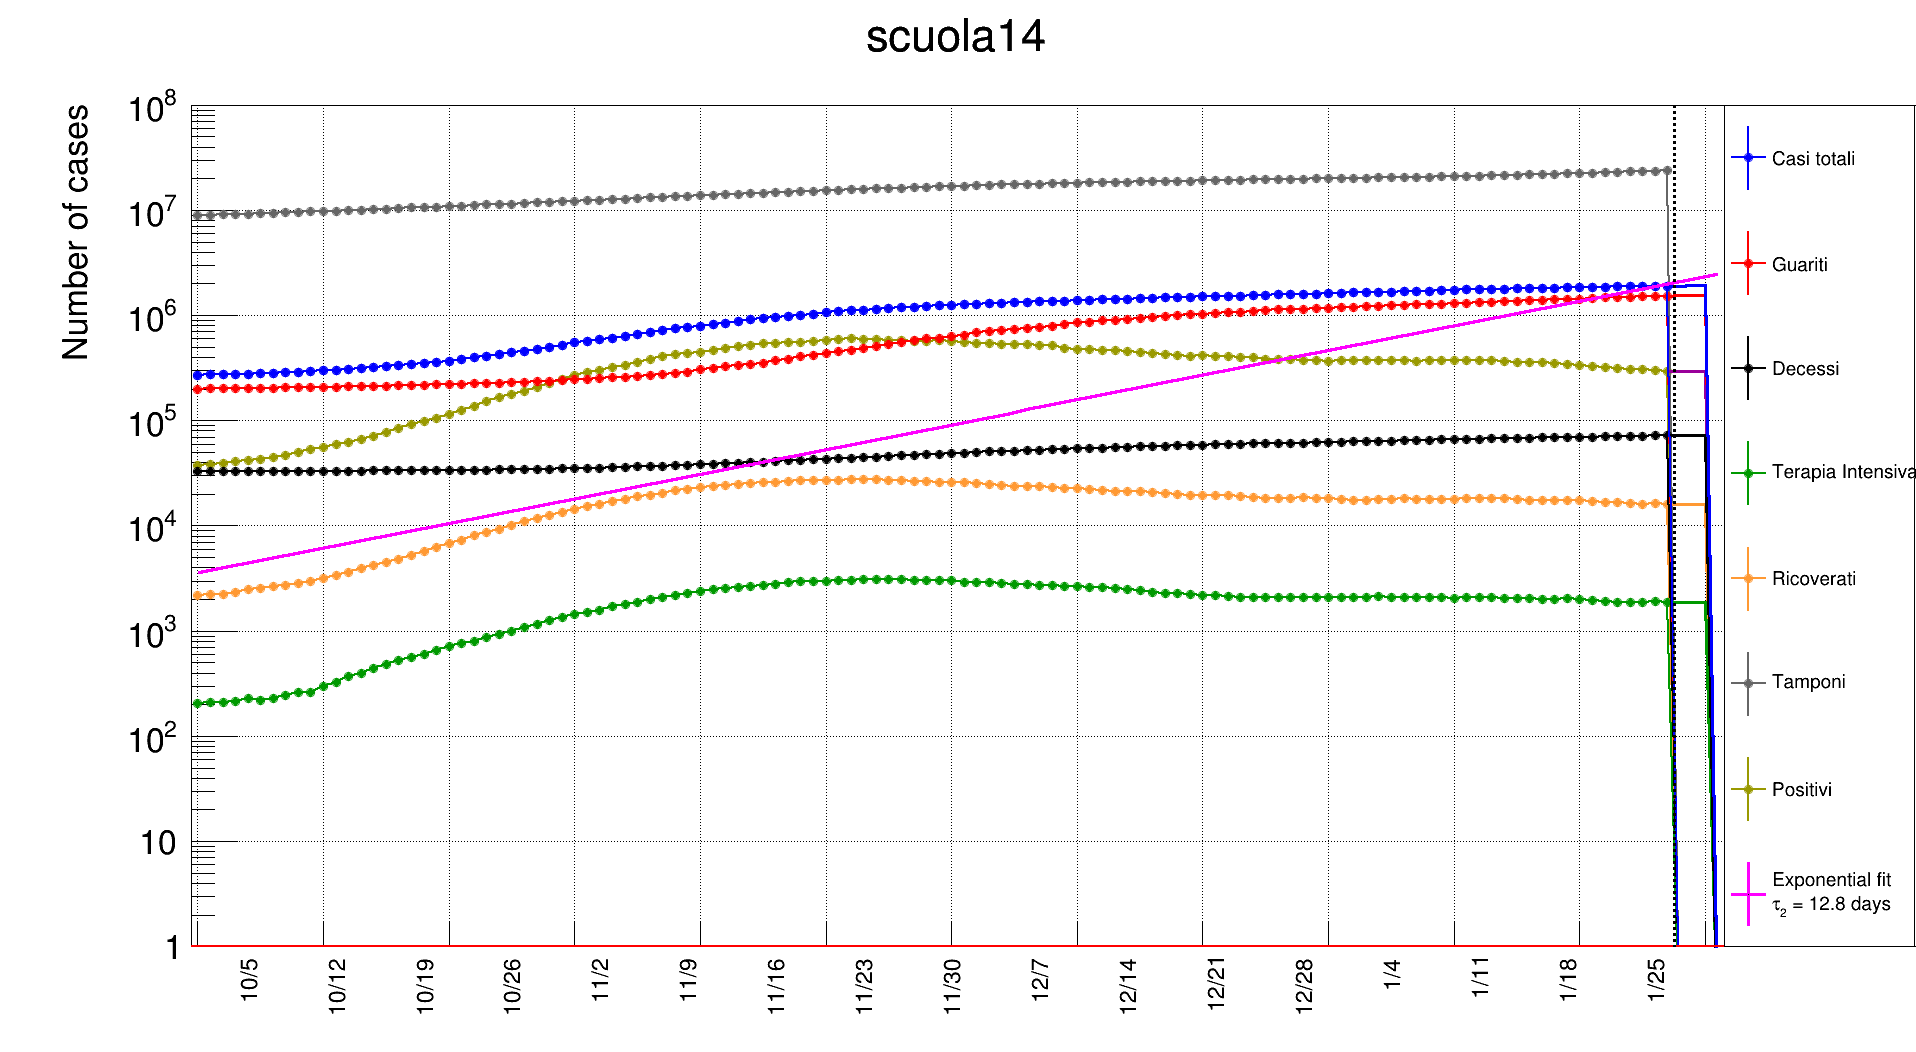 scuola14
Number of cases
10^8
10^7
10^6
10^5
10^4
10^3
10^2
10
1
10/5
10/12
10/19
10/26
11/2
11/9
11/16
11/23
11/30
12/7
12/14
12/21
12/28
1/4
1/11
1/18
1/25
Casi totali
Guariti
Decessi
Terapia Intensiva
Ricoverati
Tamponi
Positivi
Exponential fit
τ_2 = 12.8 days